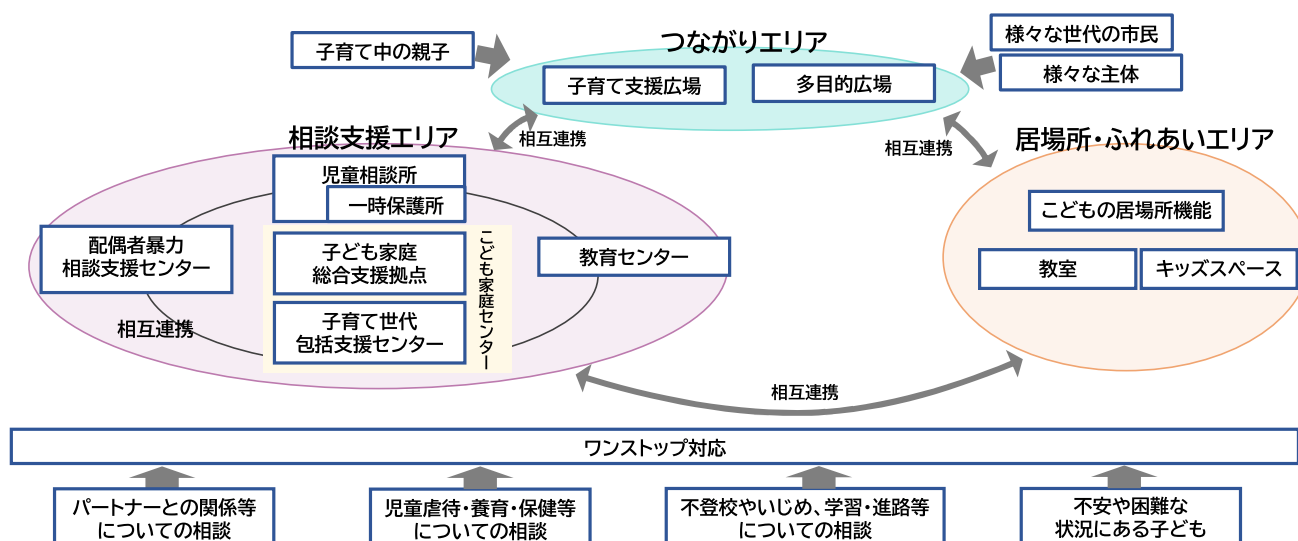 つながりエリア
子育て中の親子
様々な世代の市民
様々な主体
子育て支援広場
多目的広場
相互連携
相互連携
相談支援エリア
児童相談所
一時保護所
配偶者暴力
相談支援センター
子ども家庭
総合支援拠点
子育て世代
包括支援センター
こども家庭センター
教育センター
相互連携
居場所・ふれあいエリア
こどもの居場所機能
教室
キッズスペース
相互連携
ワンストップ対応
パートナーとの関係等
についての相談
児童虐待・養育・保健等
についての相談
不登校やいじめ、学習・進路等
についての相談
不安や困難な
状況にある子ども